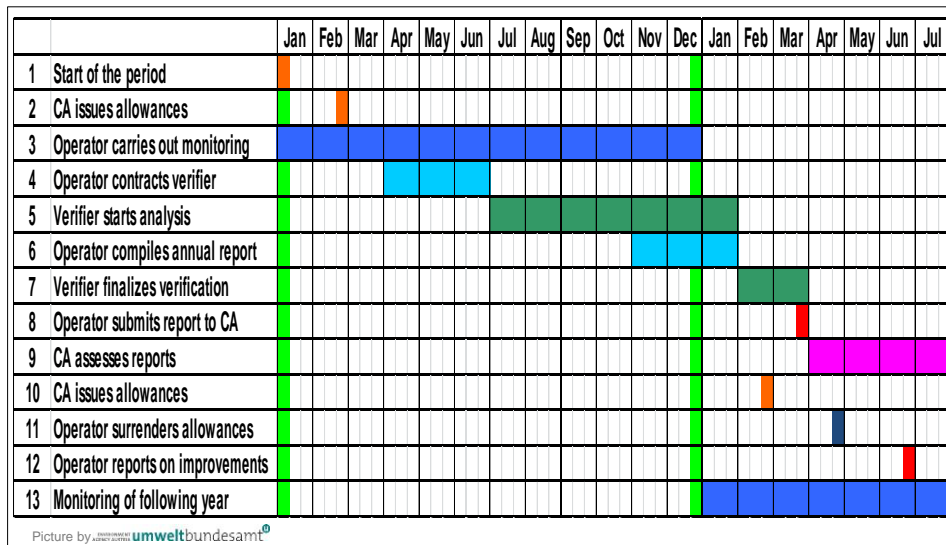 Jan Feb Mar Apr May Jun Jul Aug Sep Oct Nov Dec Jan Feb Mar Apr May Jun Jul
1 Start of the period
2 CA issues allowances
3 Operator carries out monitoring
4 Operator contracts verifier
5 Verifier starts analysis
6 Operator compiles annual report
7 Verifier finalizes verification
8 Operator submits report to CA
9 CA assesses reports
10 CA issues allowances
11 Operator surrenders allowances
12 Operator reports on improvements
13 Monitoring of following year
Picture by umweltbundesamt